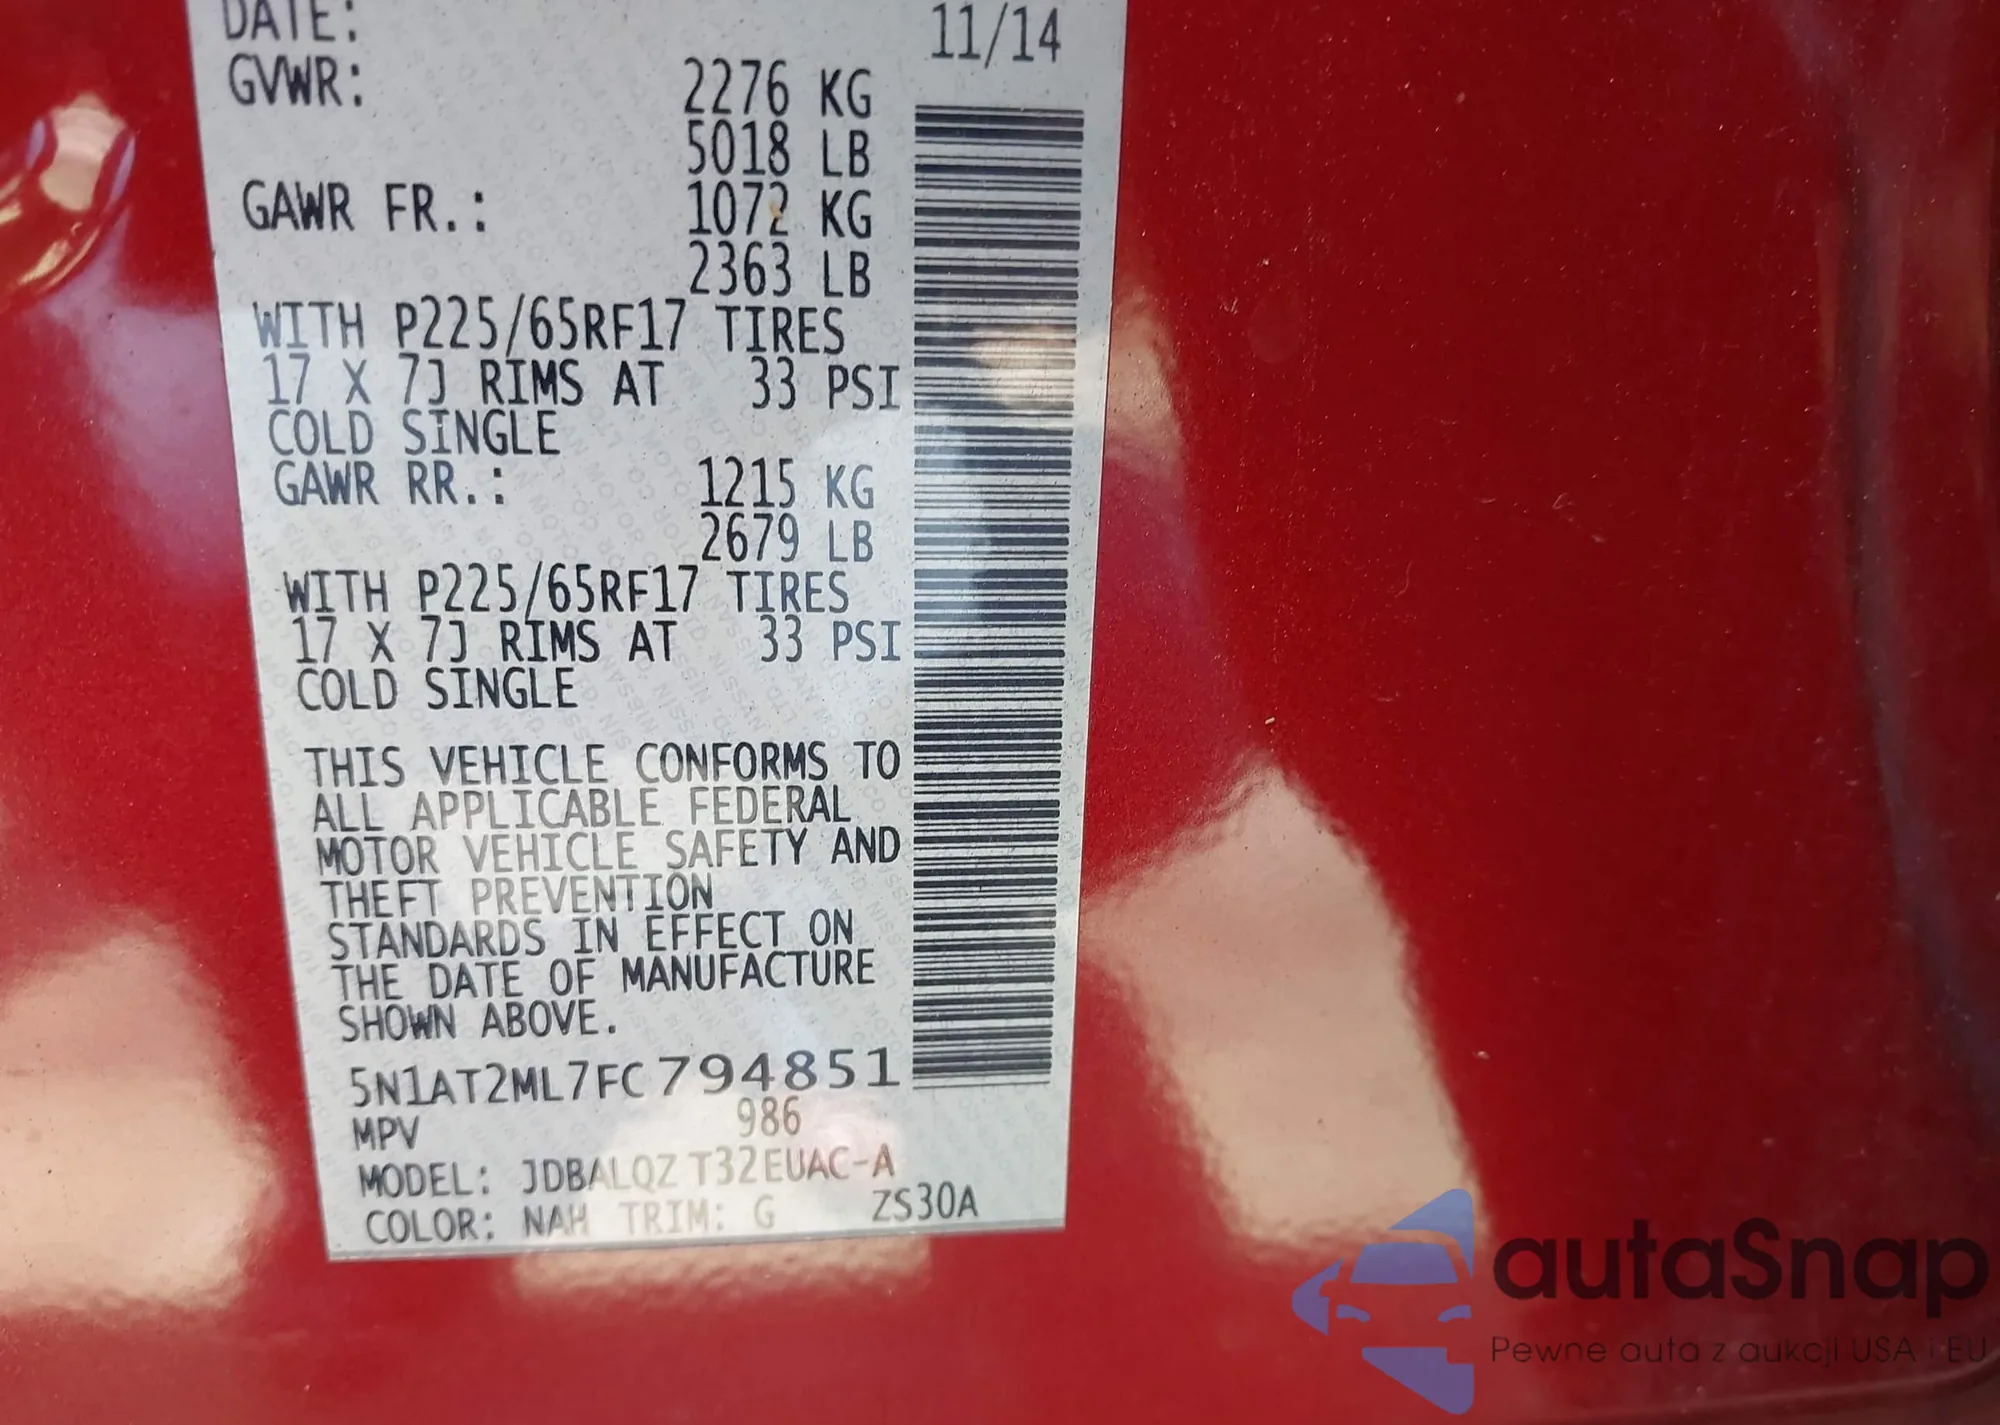 DATE: 11/14
GVWR: 2276 KG
5018 LB
GAWR FR.: 1072 KG
2363 LB
WITH P225/65RF17 TIRES
17 X 7J RIMS AT 33 PSI
COLD SINGLE
GAWR RR.: 1215 KG
2679 LB
WITH P225/65RF17 TIRES
17 X 7J RIMS AT 33 PSI
COLD SINGLE
THIS VEHICLE CONFORMS TO
ALL APPLICABLE FEDERAL
MOTOR VEHICLE SAFETY AND
THEFT PREVENTION
STANDARDS IN EFFECT ON
THE DATE OF MANUFACTURE
SHOWN ABOVE.
5N1AT2ML7FC794851
MPV 986
MODEL: JDBALQZ T32EUAC-A
COLOR: NAH TRIM: G ZS30A
autaSnap
Pewne auta z aukcji USA i EU